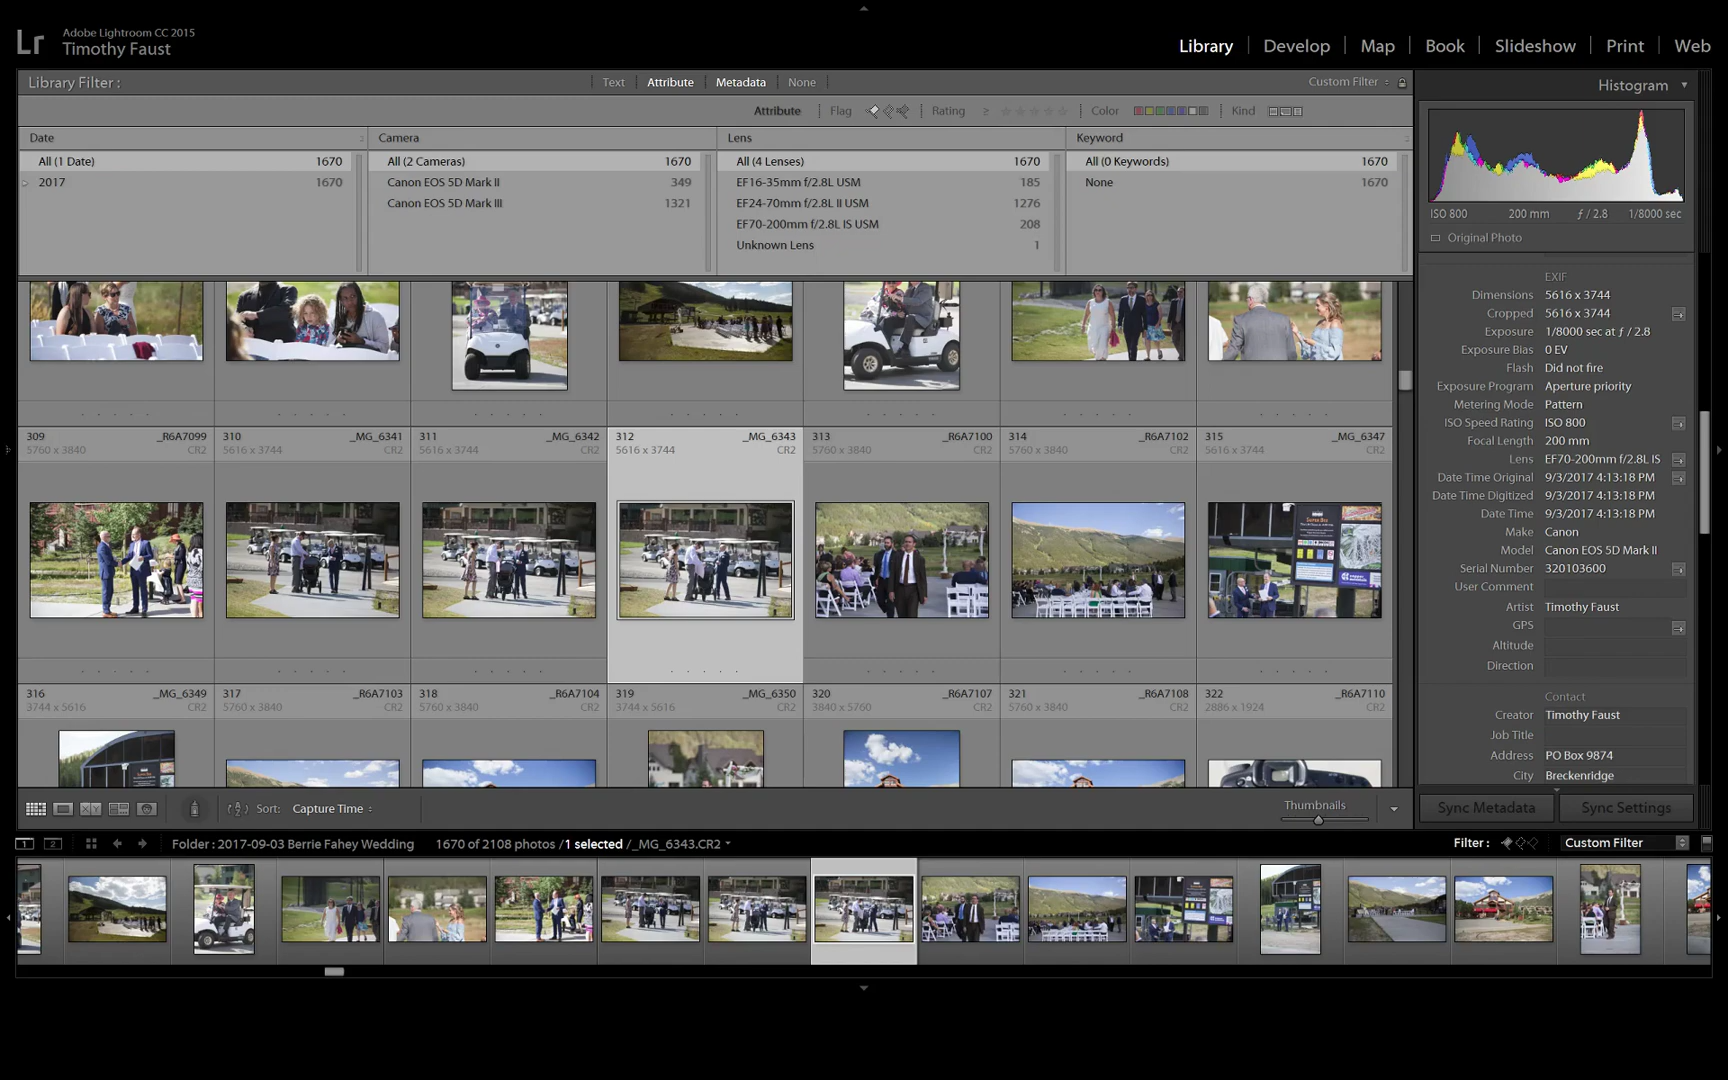 Lr
Adobe Lightroom CC 2015
Timothy Faust
Library Develop Map Book Slideshow Print Web
Library Filter :
Text Attribute Metadata None
Custom Filter
Attribute Flag Rating ≥ Color Kind
Date
All (1 Date) 1670
2017 1670
Camera
All (2 Cameras) 1670
Canon EOS 5D Mark II 349
Canon EOS 5D Mark III 1321
Lens
All (4 Lenses) 1670
EF16-35mm f/2.8L USM 185
EF24-70mm f/2.8L II USM 1276
EF70-200mm f/2.8L IS USM 208
Unknown Lens 1
Keyword
All (0 Keywords) 1670
None 1670
309 _R6A7099
5760 x 3840 CR2
310 _MG_6341
5616 x 3744 CR2
311 _MG_6342
5616 x 3744 CR2
312 _MG_6343
5616 x 3744 CR2
313 _R6A7100
5760 x 3840 CR2
314 _R6A7102
5760 x 3840 CR2
315 _MG_6347
5616 x 3744 CR2
316 _MG_6349
3744 x 5616 CR2
317 _R6A7103
5760 x 3840 CR2
318 _R6A7104
5760 x 3840 CR2
319 _MG_6350
3744 x 5616 CR2
320 _R6A7107
3840 x 5760 CR2
321 _R6A7108
5760 x 3840 CR2
322 _R6A7110
2886 x 1924 CR2
Histogram
ISO 800 200 mm ƒ / 2.8 1/8000 sec
Original Photo
EXIF
Dimensions 5616 x 3744
Cropped 5616 x 3744
Exposure 1/8000 sec at ƒ / 2.8
Exposure Bias 0 EV
Flash Did not fire
Exposure Program Aperture priority
Metering Mode Pattern
ISO Speed Rating ISO 800
Focal Length 200 mm
Lens EF70-200mm f/2.8L IS
Date Time Original 9/3/2017 4:13:18 PM
Date Time Digitized 9/3/2017 4:13:18 PM
Date Time 9/3/2017 4:13:18 PM
Make Canon
Model Canon EOS 5D Mark II
Serial Number 320103600
User Comment
Artist Timothy Faust
GPS
Altitude
Direction
Contact
Creator Timothy Faust
Job Title
Address PO Box 9874
City Breckenridge
Sync Metadata Sync Settings
Sort: Capture Time
Thumbnails
1 2
Folder : 2017-09-03 Berrie Fahey Wedding 1670 of 2108 photos / 1 selected / _MG_6343.CR2
Filter : Custom Filter